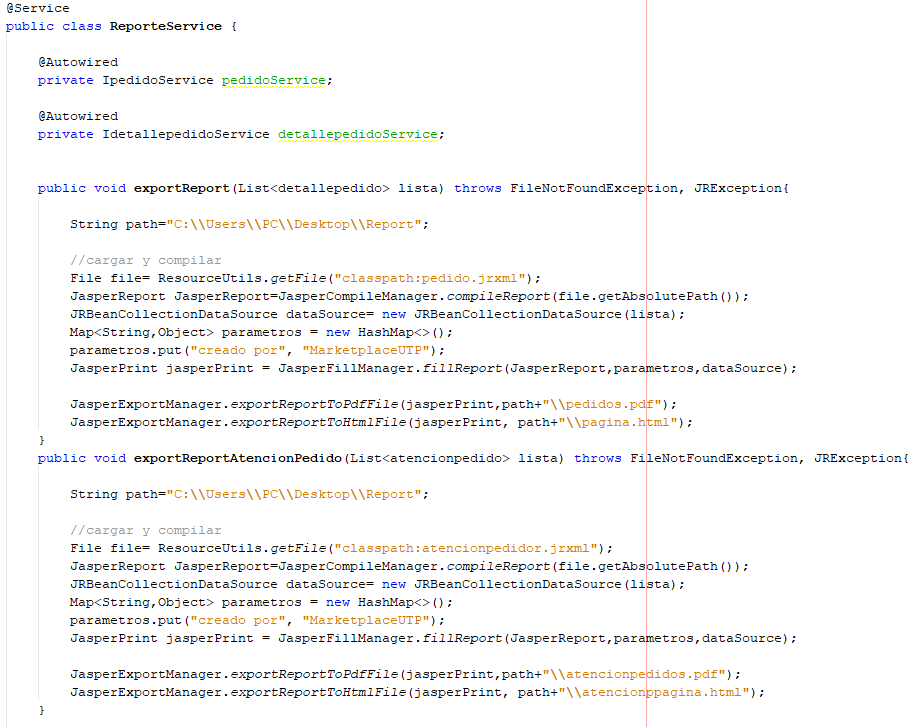 @Service
public class ReporteService {
@Autowired
private IpedidoService pedidoService;
@Autowired
private IdetallepedidoService detallepedidoService;
public void exportReport(List<detallepedido> lista) throws FileNotFoundException, JRException{
String path="C:\\Users\\PC\\Desktop\\Report";
//cargar y compilar
File file= ResourceUtils.getFile("classpath:pedido.jrxml");
JasperReport JasperReport=JasperCompileManager.compileReport(file.getAbsolutePath());
JRBeanCollectionDataSource dataSource= new JRBeanCollectionDataSource(lista);
Map<String,Object> parametros = new HashMap<>();
parametros.put("creado por", "MarketplaceUTP");
JasperPrint jasperPrint = JasperFillManager.fillReport(JasperReport,parametros,dataSource);
JasperExportManager.exportReportToPdfFile(jasperPrint,path+"\\pedidos.pdf");
JasperExportManager.exportReportToHtmlFile(jasperPrint, path+"\\pagina.html");
}
public void exportReportAtencionPedido(List<atencionpedido> lista) throws FileNotFoundException, JRException{
String path="C:\\Users\\PC\\Desktop\\Report";
//cargar y compilar
File file= ResourceUtils.getFile("classpath:atencionpedidor.jrxml");
JasperReport JasperReport=JasperCompileManager.compileReport(file.getAbsolutePath());
JRBeanCollectionDataSource dataSource= new JRBeanCollectionDataSource(lista);
Map<String,Object> parametros = new HashMap<>();
parametros.put("creado por", "MarketplaceUTP");
JasperPrint jasperPrint = JasperFillManager.fillReport(JasperReport,parametros,dataSource);
JasperExportManager.exportReportToPdfFile(jasperPrint,path+"\\atencionpedidos.pdf");
JasperExportManager.exportReportToHtmlFile(jasperPrint, path+"\\atencionppagina.html");
}